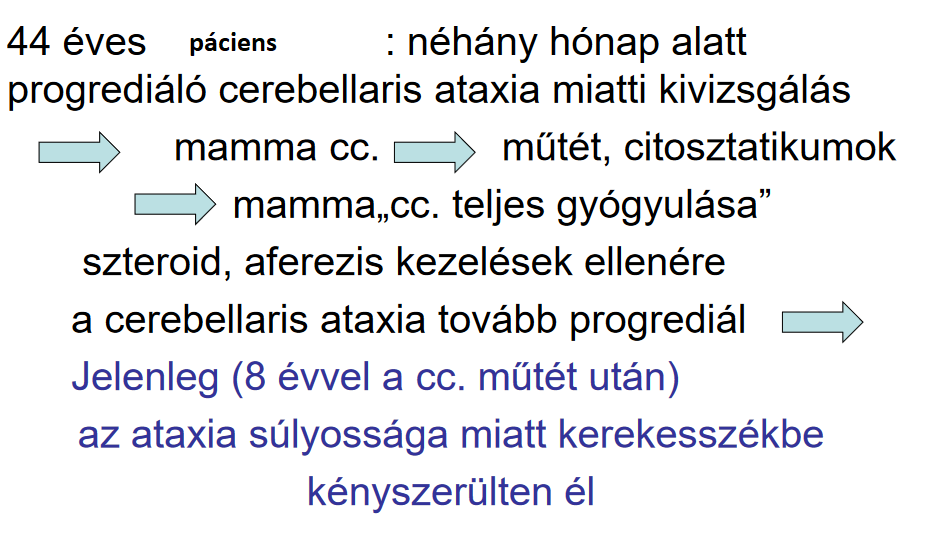 44 éves páciens : néhány hónap alatt
progrediáló cerebellaris ataxia miatti kivizsgálás
mamma cc. műtét, citosztatikumok
mamma„cc. teljes gyógyulása”
szteroid, aferezis kezelések ellenére
a cerebellaris ataxia tovább progrediál
Jelenleg (8 évvel a cc. műtét után)
az ataxia súlyossága miatt kerekesszékbe
kényszerülten él